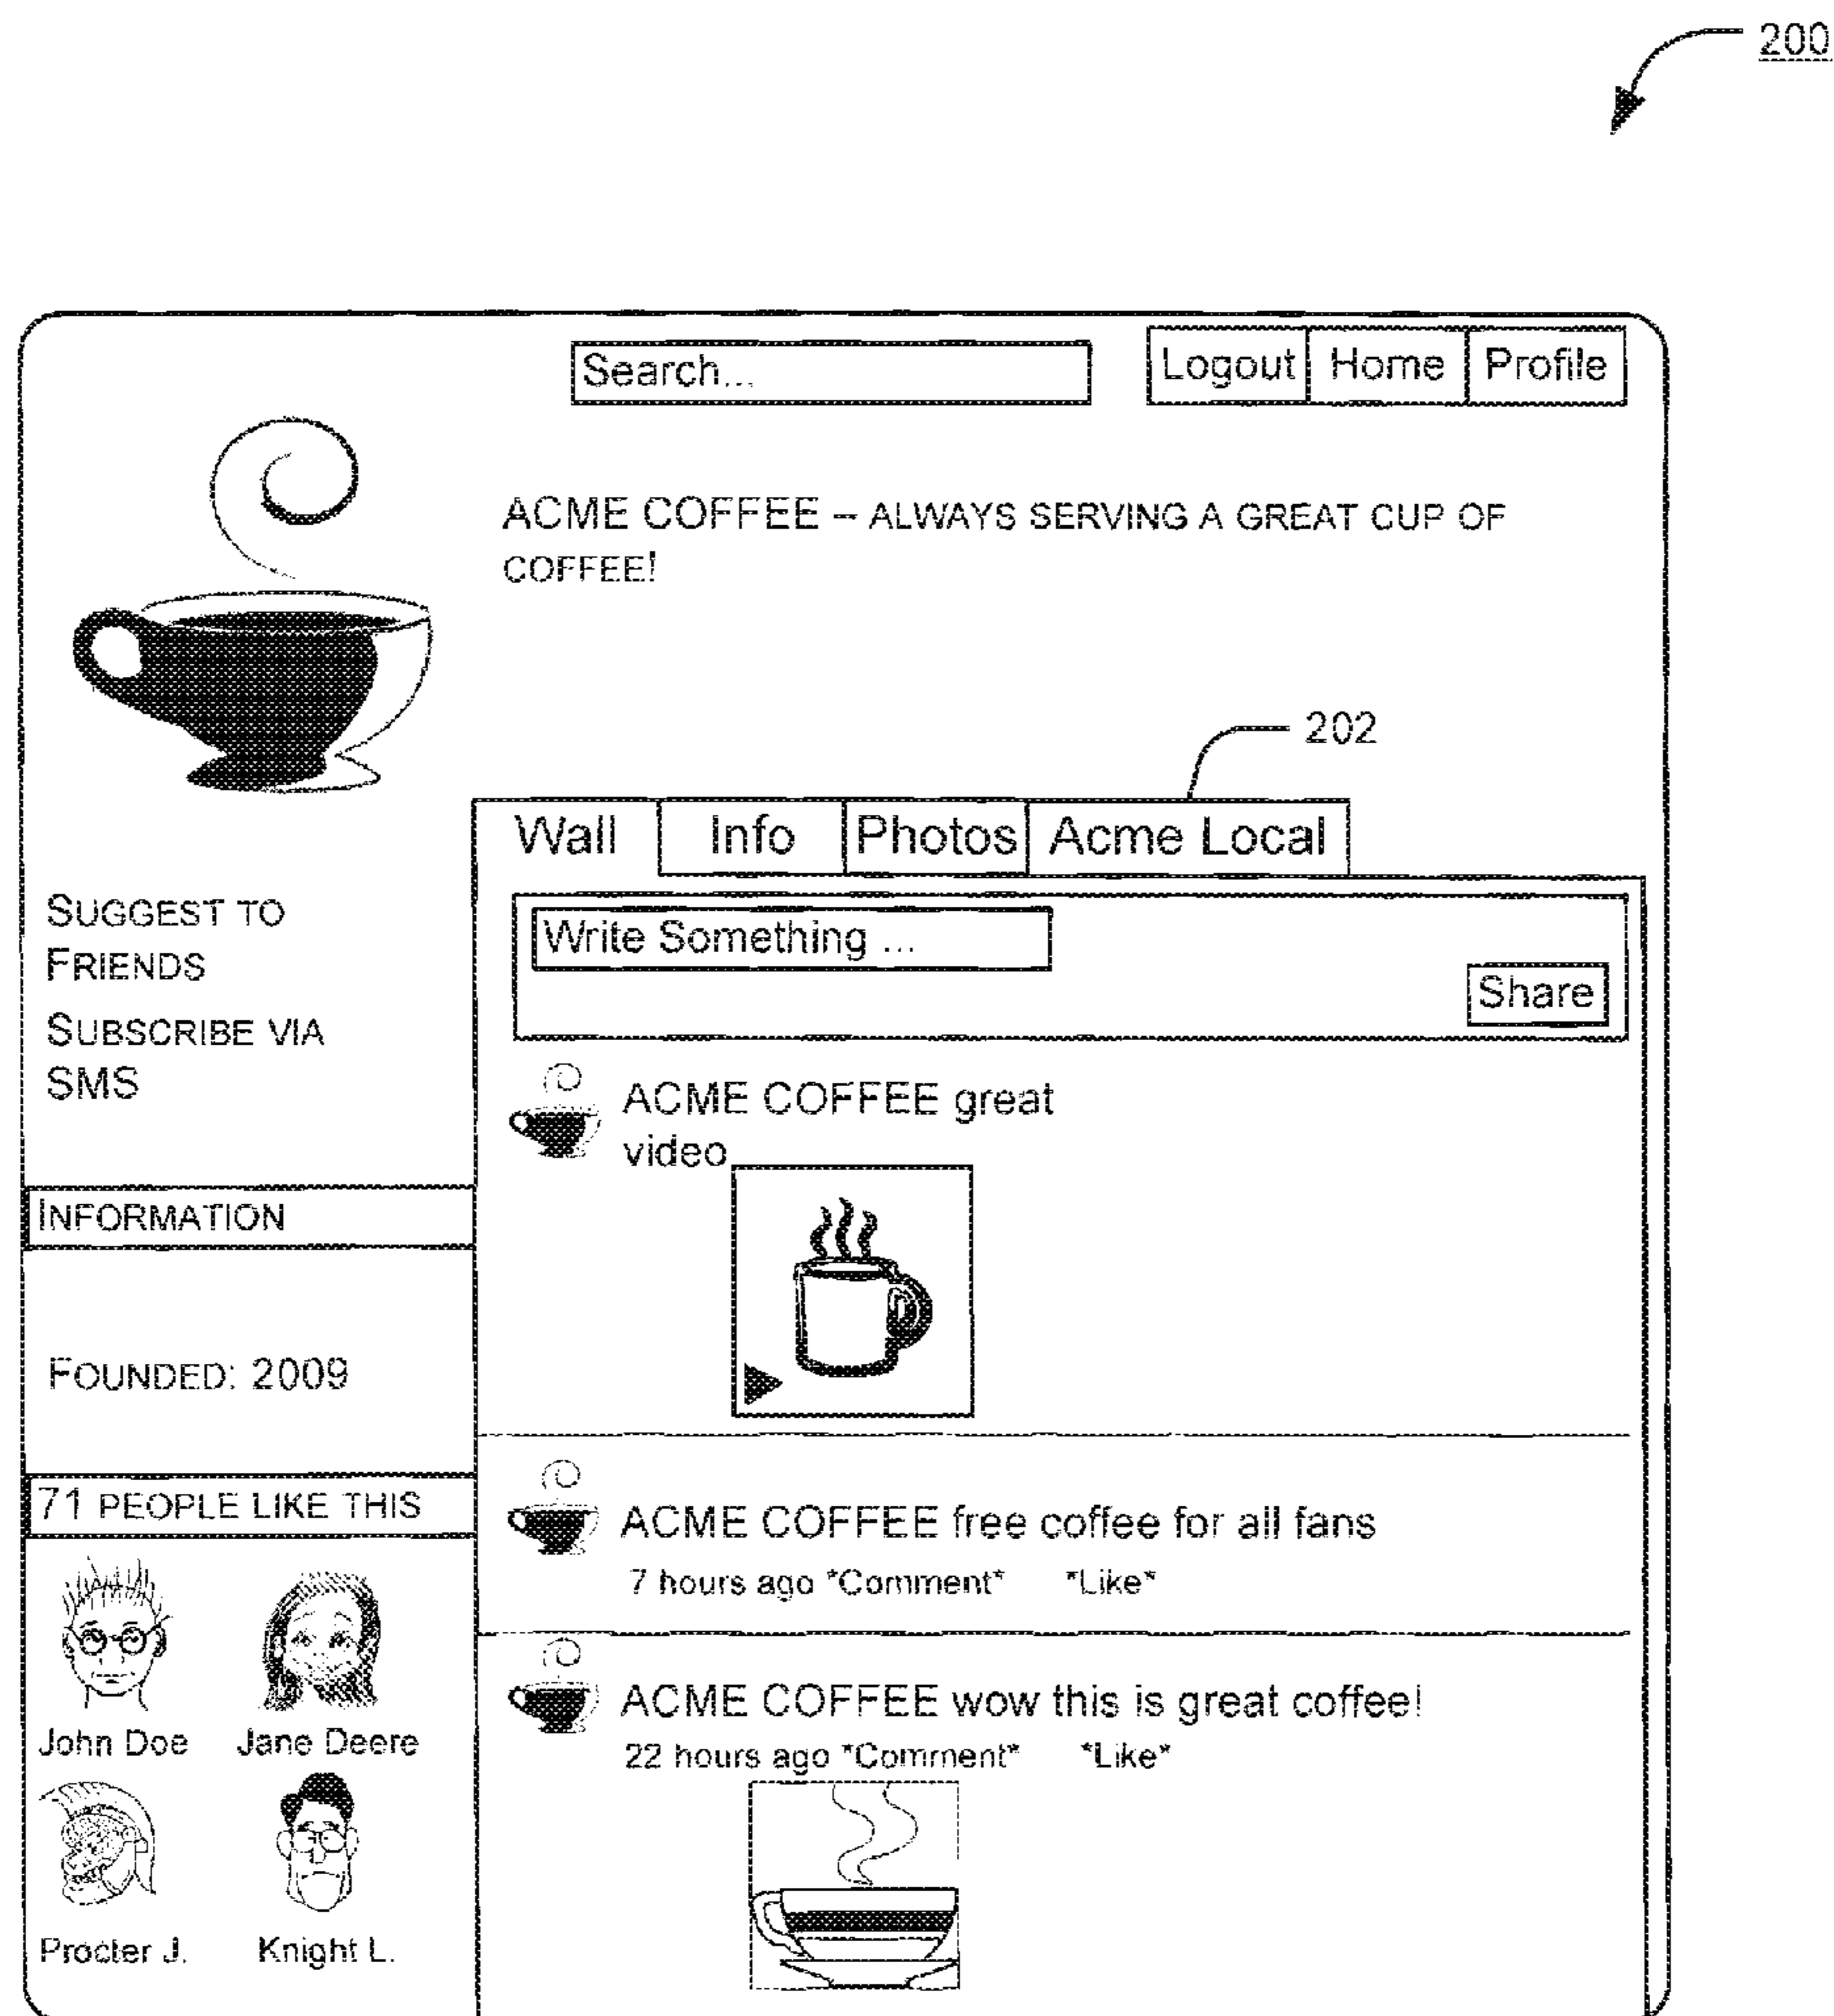 200
Search...
Logout Home Profile
ACME COFFEE – ALWAYS SERVING A GREAT CUP OF
COFFEE!
202
Wall Info Photos Acme Local
SUGGEST TO
FRIENDS
SUBSCRIBE VIA
SMS
Write Something ...
Share
ACME COFFEE great
video
INFORMATION
FOUNDED: 2009
71 PEOPLE LIKE THIS
John Doe Jane Deere
Procter J. Knight L.
ACME COFFEE free coffee for all fans
7 hours ago *Comment* *Like*
ACME COFFEE wow this is great coffee!
22 hours ago *Comment* *Like*